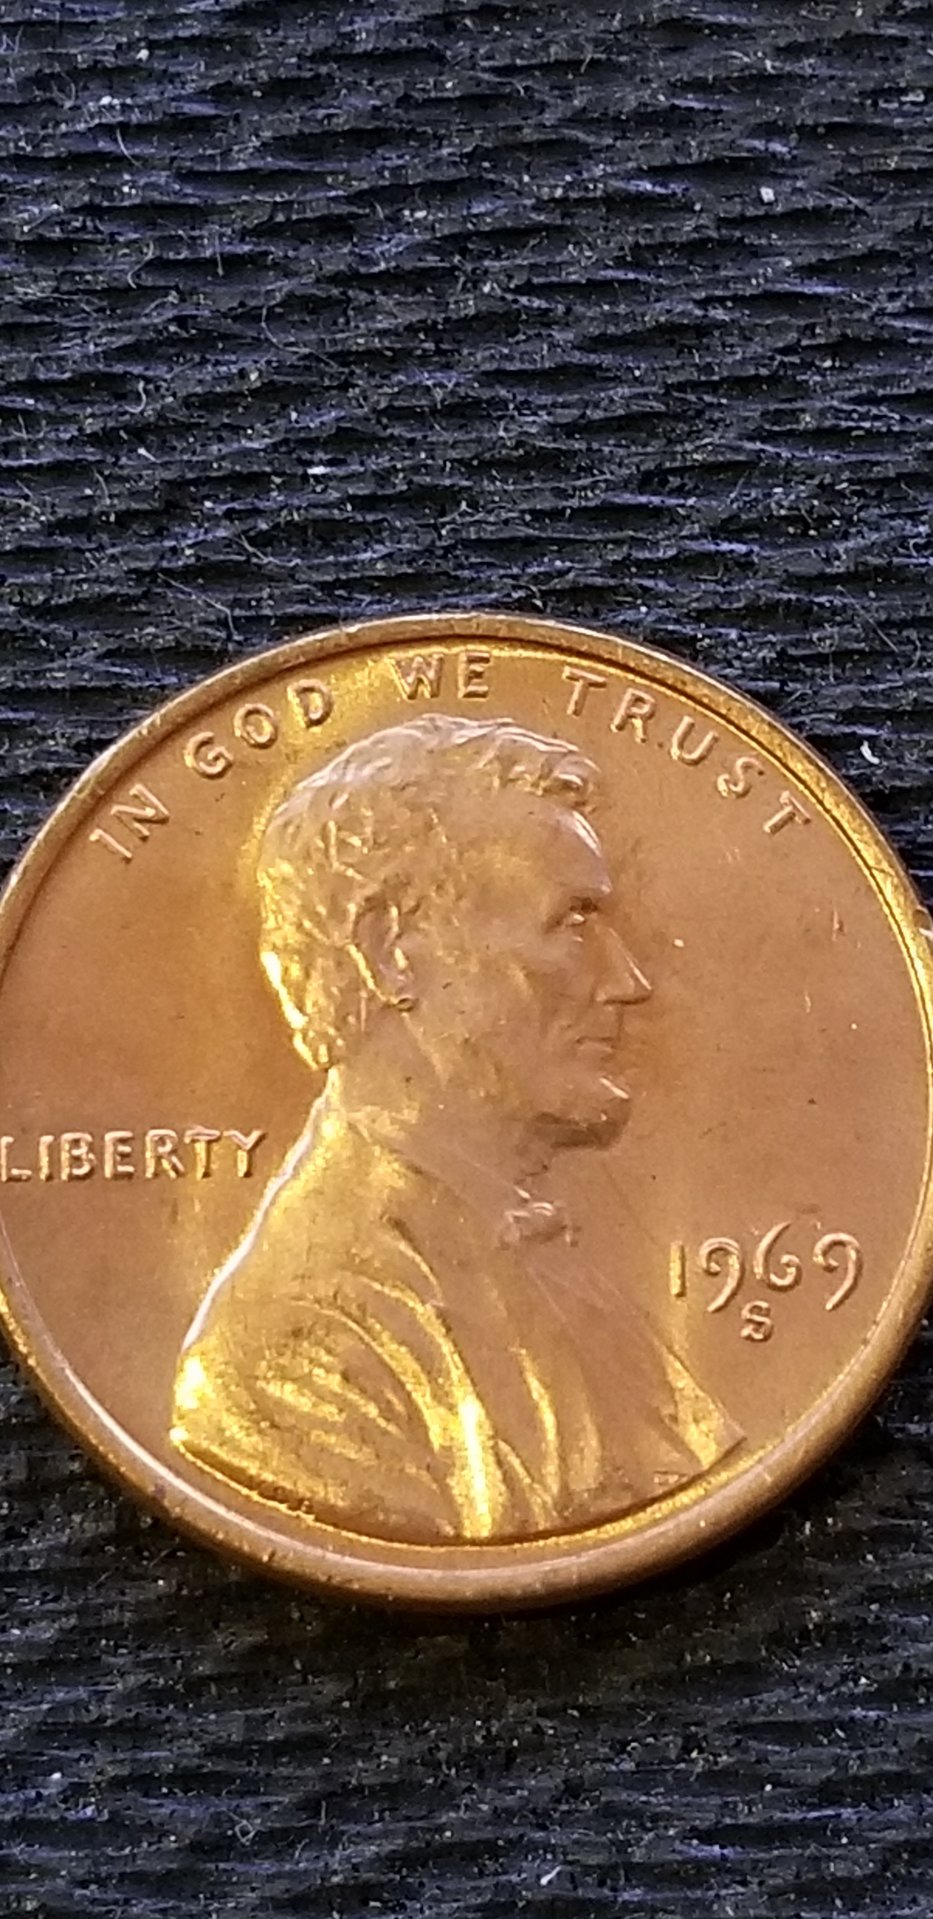 IN GOD WE TRUST
LIBERTY
1969
S